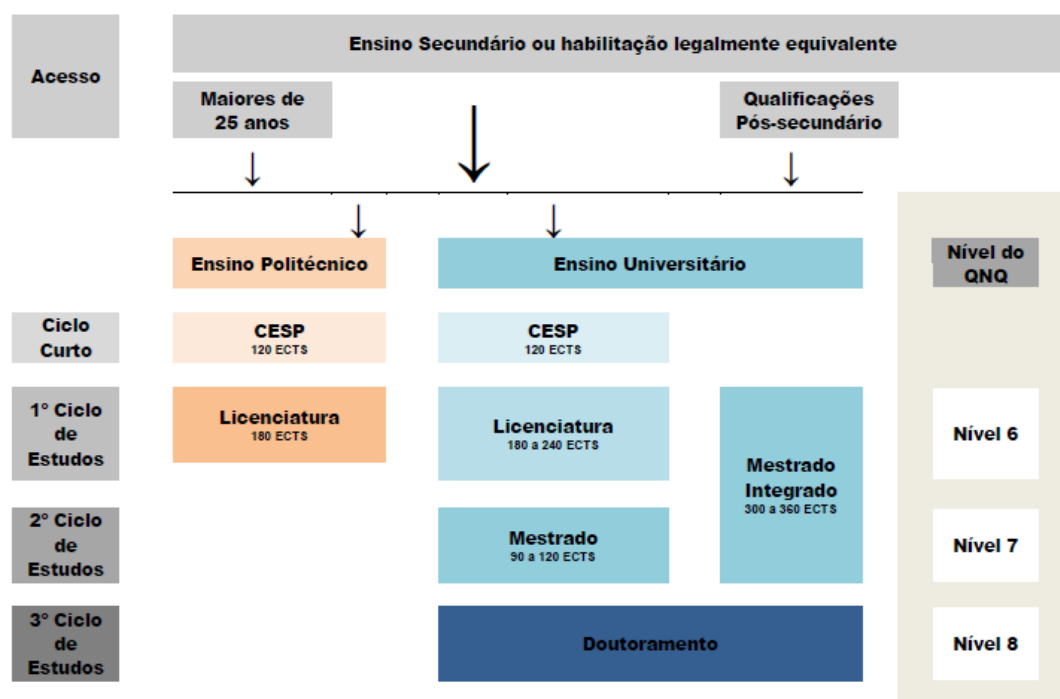 Acesso
Ensino Secundário ou habilitação legalmente equivalente
Maiores de
25 anos
Qualificações
Pós-secundário
Ensino Politécnico
Ensino Universitário
Nível do
QNQ
Ciclo
Curto
CESP
120 ECTS
CESP
120 ECTS
1º Ciclo
de
Estudos
Licenciatura
180 ECTS
Licenciatura
180 a 240 ECTS
Mestrado
Integrado
300 a 360 ECTS
Nível 6
2º Ciclo
de
Estudos
Mestrado
90 a 120 ECTS
Nível 7
3º Ciclo
de
Estudos
Doutoramento
Nível 8